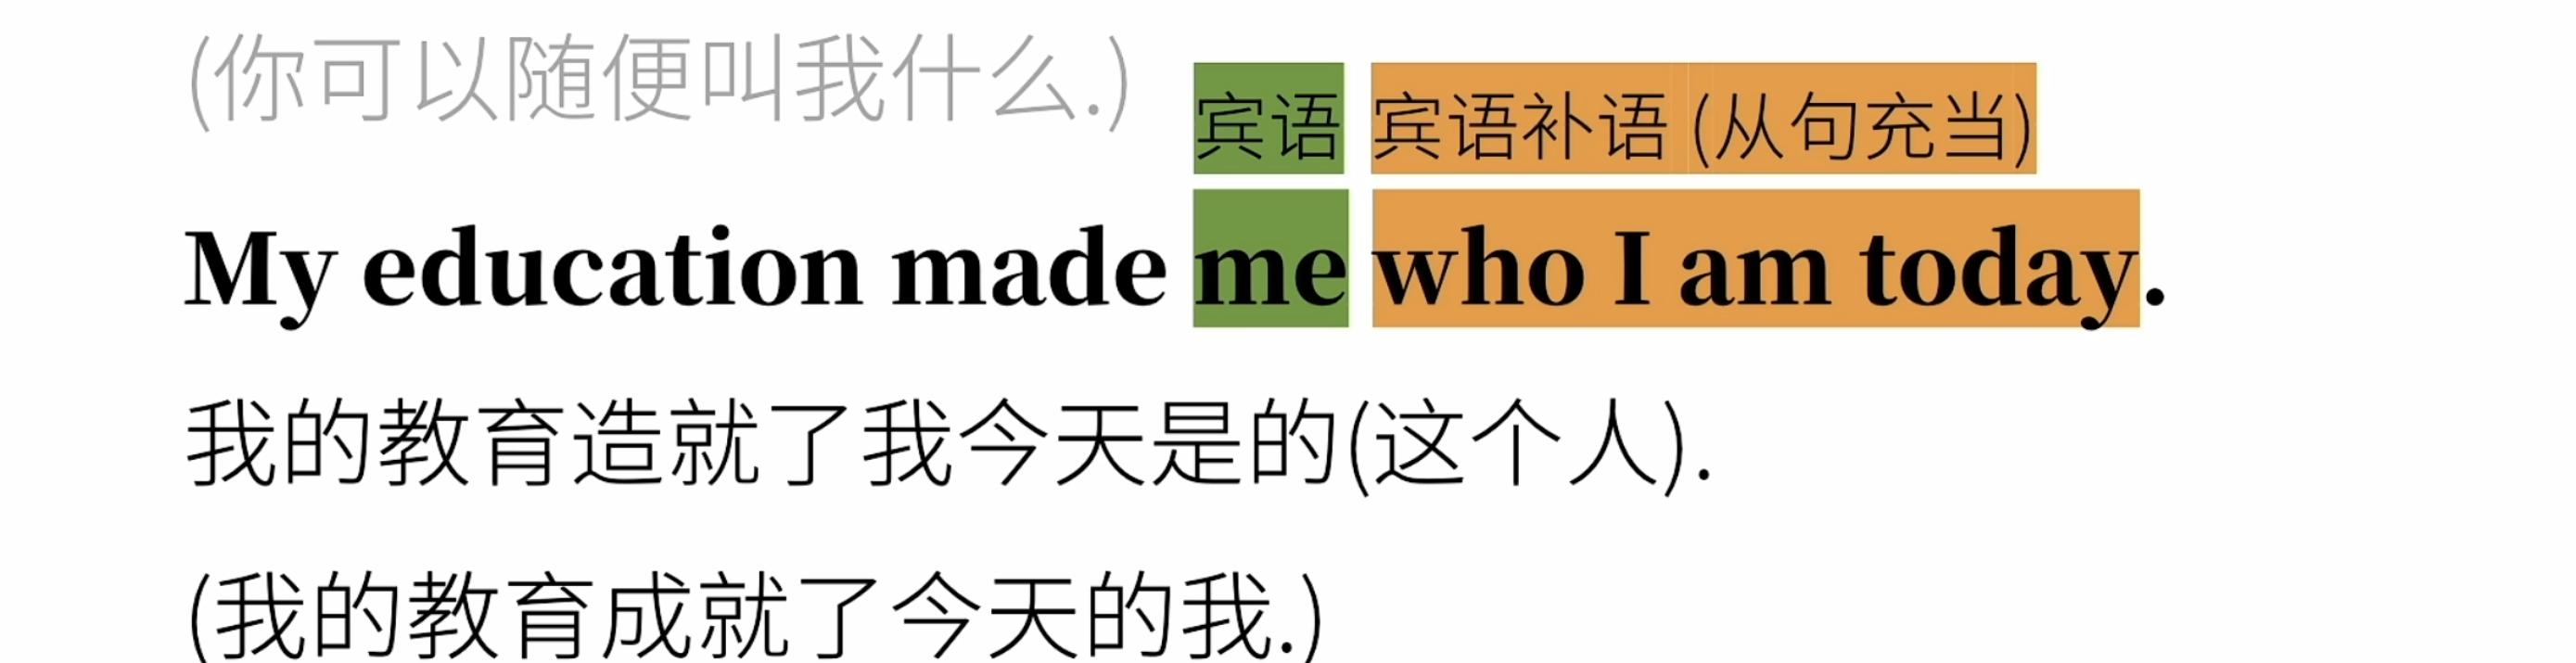 (你可以随便叫我什么.)
宾语 宾语补语 (从句充当)
My education made me who I am today.
我的教育造就了我今天是的(这个人).
(我的教育成就了今天的我.)